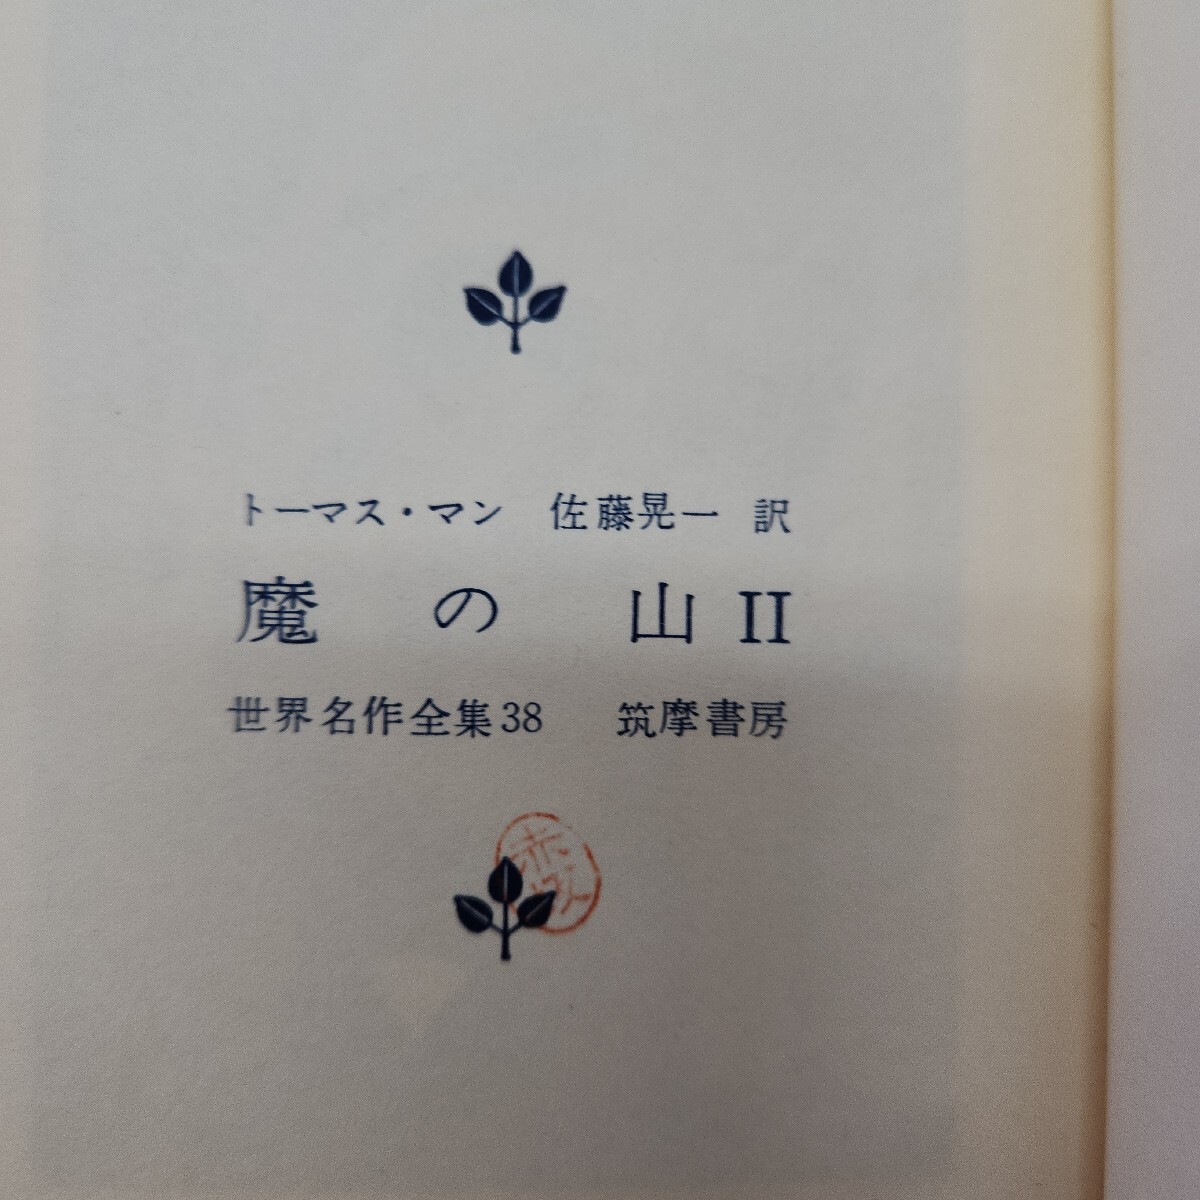 トーマス・マン 佐藤晃一 訳
魔の山 II
世界名作全集38 筑摩書房